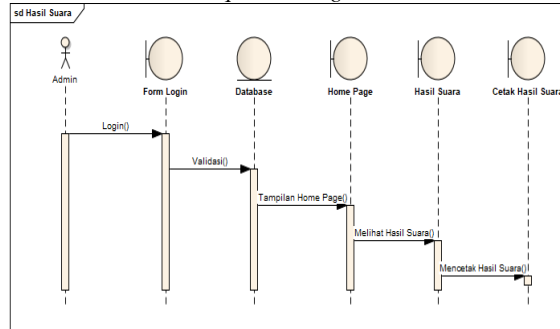 sd Hasil Suara
Admin
Form Login
Database
Home Page
Hasil Suara
Cetak Hasil Suara
Login()
Validasi()
Tampilan Home Page()
Melihat Hasil Suara()
Mencetak Hasil Suara()